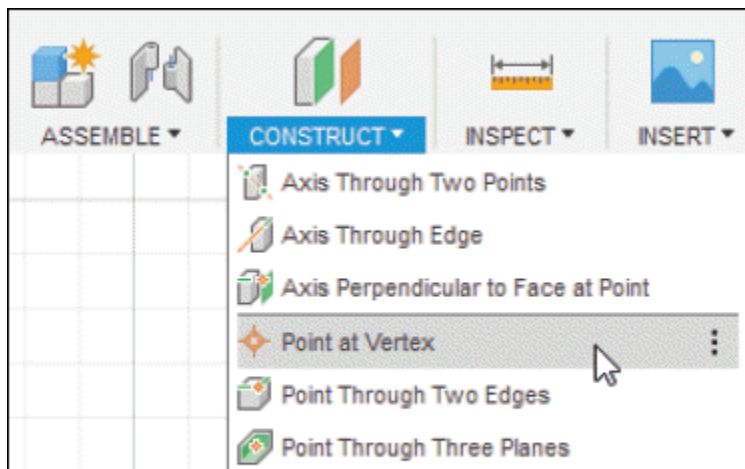 ASSEMBLE CONSTRUCT INSPECT INSERT
Axis Through Two Points
Axis Through Edge
Axis Perpendicular to Face at Point
Point at Vertex
Point Through Two Edges
Point Through Three Planes